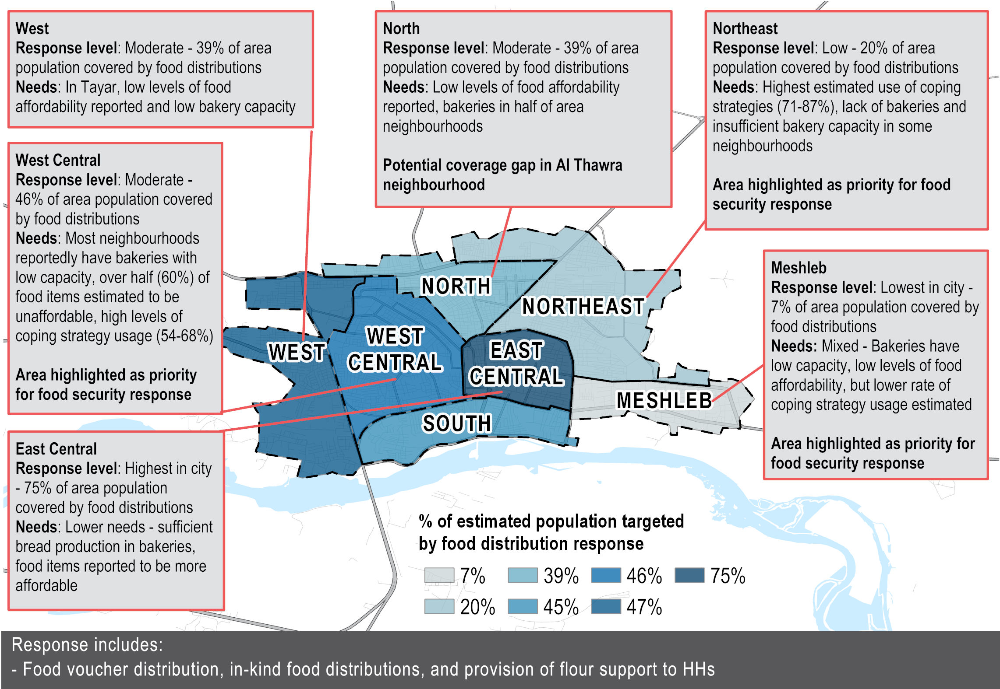 West
Response level: Moderate - 39% of area
population covered by food distributions
Needs: In Tayar, low levels of food
affordability reported and low bakery capacity
North
Response level: Moderate - 39% of area
population covered by food distributions
Needs: Low levels of food affordability
reported, bakeries in half of area
neighbourhoods
Potential coverage gap in Al Thawra
neighbourhood
Northeast
Response level: Low - 20% of area
population covered by food distributions
Needs: Highest estimated use of coping
strategies (71-87%), lack of bakeries and
insufficient bakery capacity in some
neighbourhoods
Area highlighted as priority for food
security response
West Central
Response level: Moderate -
46% of area population covered
by food distributions
Needs: Most neighbourhoods
reportedly have bakeries with
low capacity, over half (60%) of
food items estimated to be
unaffordable, high levels of
coping strategy usage (54-68%)
Area highlighted as priority
for food security response
Meshleb
Response level: Lowest in city -
7% of area population covered by
food distributions
Needs: Mixed - Bakeries have
low capacity, low levels of food
affordability, but lower rate of
coping strategy usage estimated
Area highlighted as priority for
food security response
NORTH
NORTHEAST
WEST
WEST
CENTRAL
EAST
CENTRAL
MESHLEB
SOUTH
East Central
Response level: Highest in city
- 75% of area population
covered by food distributions
Needs: Lower needs - sufficient
bread production in bakeries,
food items reported to be more
affordable
% of estimated population targeted
by food distribution response
7% 39% 46% 75%
20% 45% 47%
Response includes:
- Food voucher distribution, in-kind food distributions, and provision of flour support to HHs